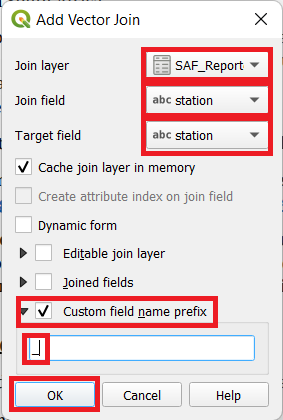 Add Vector Join
Join layer SAF_Report
Join field abc station
Target field abc station
Cache join layer in memory
Create attribute index on join field
Dynamic form
Editable join layer
Joined fields
Custom field name prefix
_
OK Cancel Help